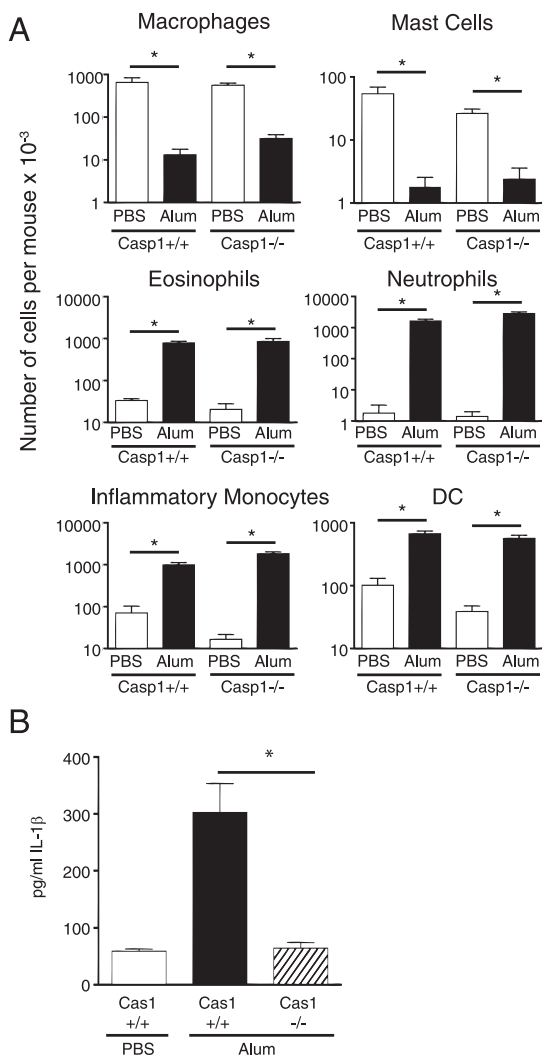 A
Macrophages
Mast Cells
Number of cells per mouse x 10-3
1000
100
10
1
*
*
PBS Alum PBS Alum
Casp1+/+ Casp1-/-
100
10
1
*
*
PBS Alum PBS Alum
Casp1+/+ Casp1-/-
Eosinophils
Neutrophils
10000
1000
100
10
*
*
PBS Alum PBS Alum
Casp1+/+ Casp1-/-
10000
1000
100
10
1
*
*
PBS Alum PBS Alum
Casp1+/+ Casp1-/-
Inflammatory Monocytes
DC
10000
1000
100
10
*
*
PBS Alum PBS Alum
Casp1+/+ Casp1-/-
1000
100
10
*
*
PBS Alum PBS Alum
Casp1+/+ Casp1-/-
B
pg/ml IL-1β
400
300
200
100
0
*
Cas1 Cas1 Cas1
+/+ +/+ -/-
PBS Alum